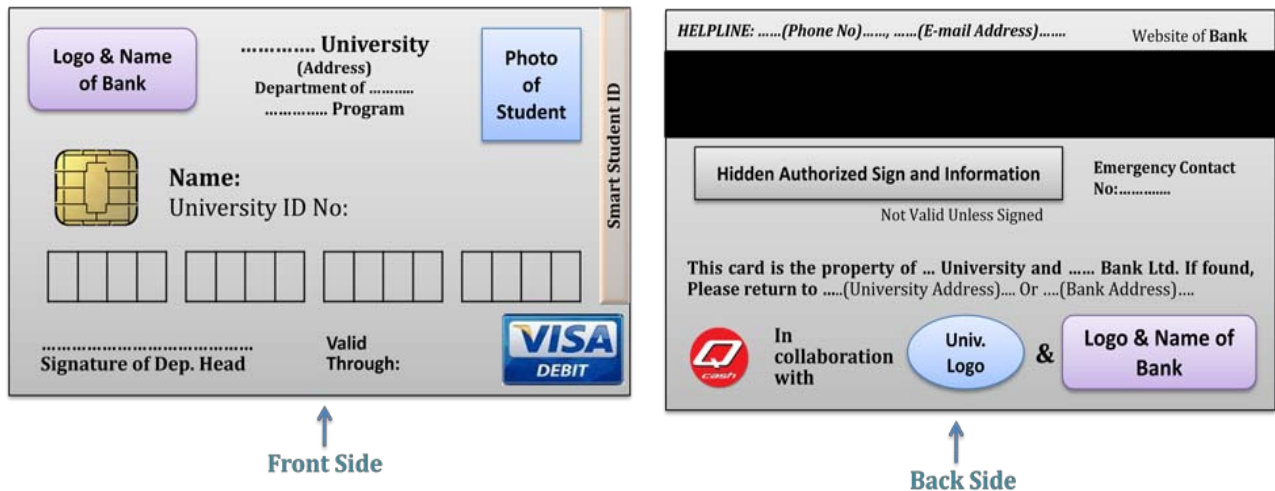 Logo & Name
of Bank
…………. University
(Address)
Department of ………..
………….. Program
Photo
of
Student
Smart Student ID
Name:
University ID No:
…………………………………
Signature of Dep. Head
Valid
Through:
VISA
DEBIT
Front Side
HELPLINE: ……(Phone No)……, ……(E-mail Address)…….
Website of Bank
Hidden Authorized Sign and Information
Not Valid Unless Signed
Emergency Contact
No:………….
This card is the property of … University and …… Bank Ltd. If found,
Please return to …..(University Address)…. Or ….(Bank Address)….
Q
cash
In
collaboration
with
Univ.
Logo
&
Logo & Name of
Bank
Back Side